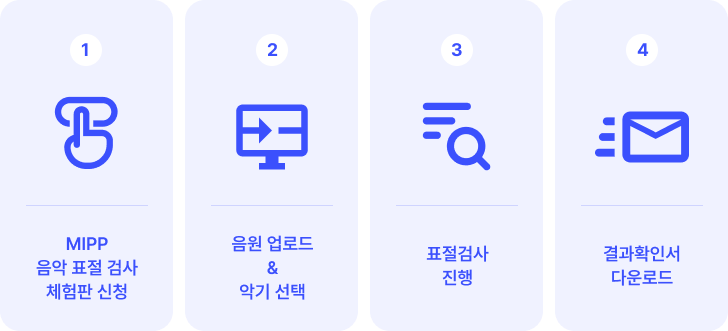 1
MIPP
음악 표절 검사
체험판 신청
2
음원 업로드
&
악기 선택
3
표절검사
진행
4
결과확인서
다운로드